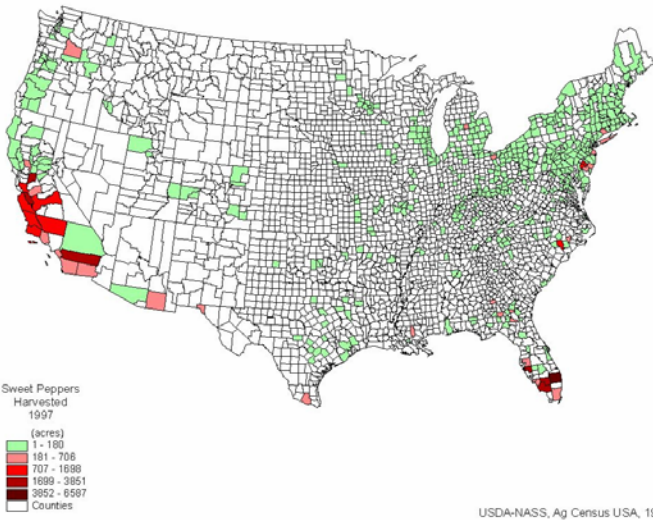 Sweet Peppers
Harvested
1997
(acres)
1 - 180
181 - 706
707 - 1698
1699 - 3851
3852 - 6587
Counties
USDA-NASS, Ag Census USA, 19